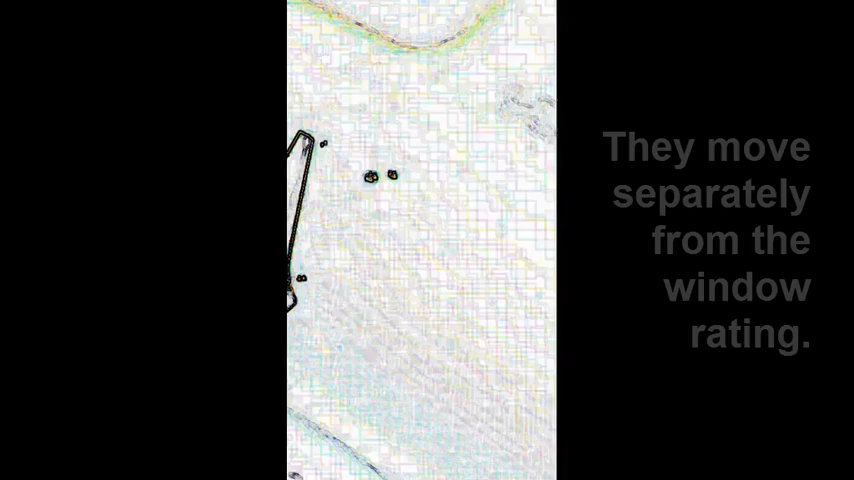 They move
separately
from the
window
rating.